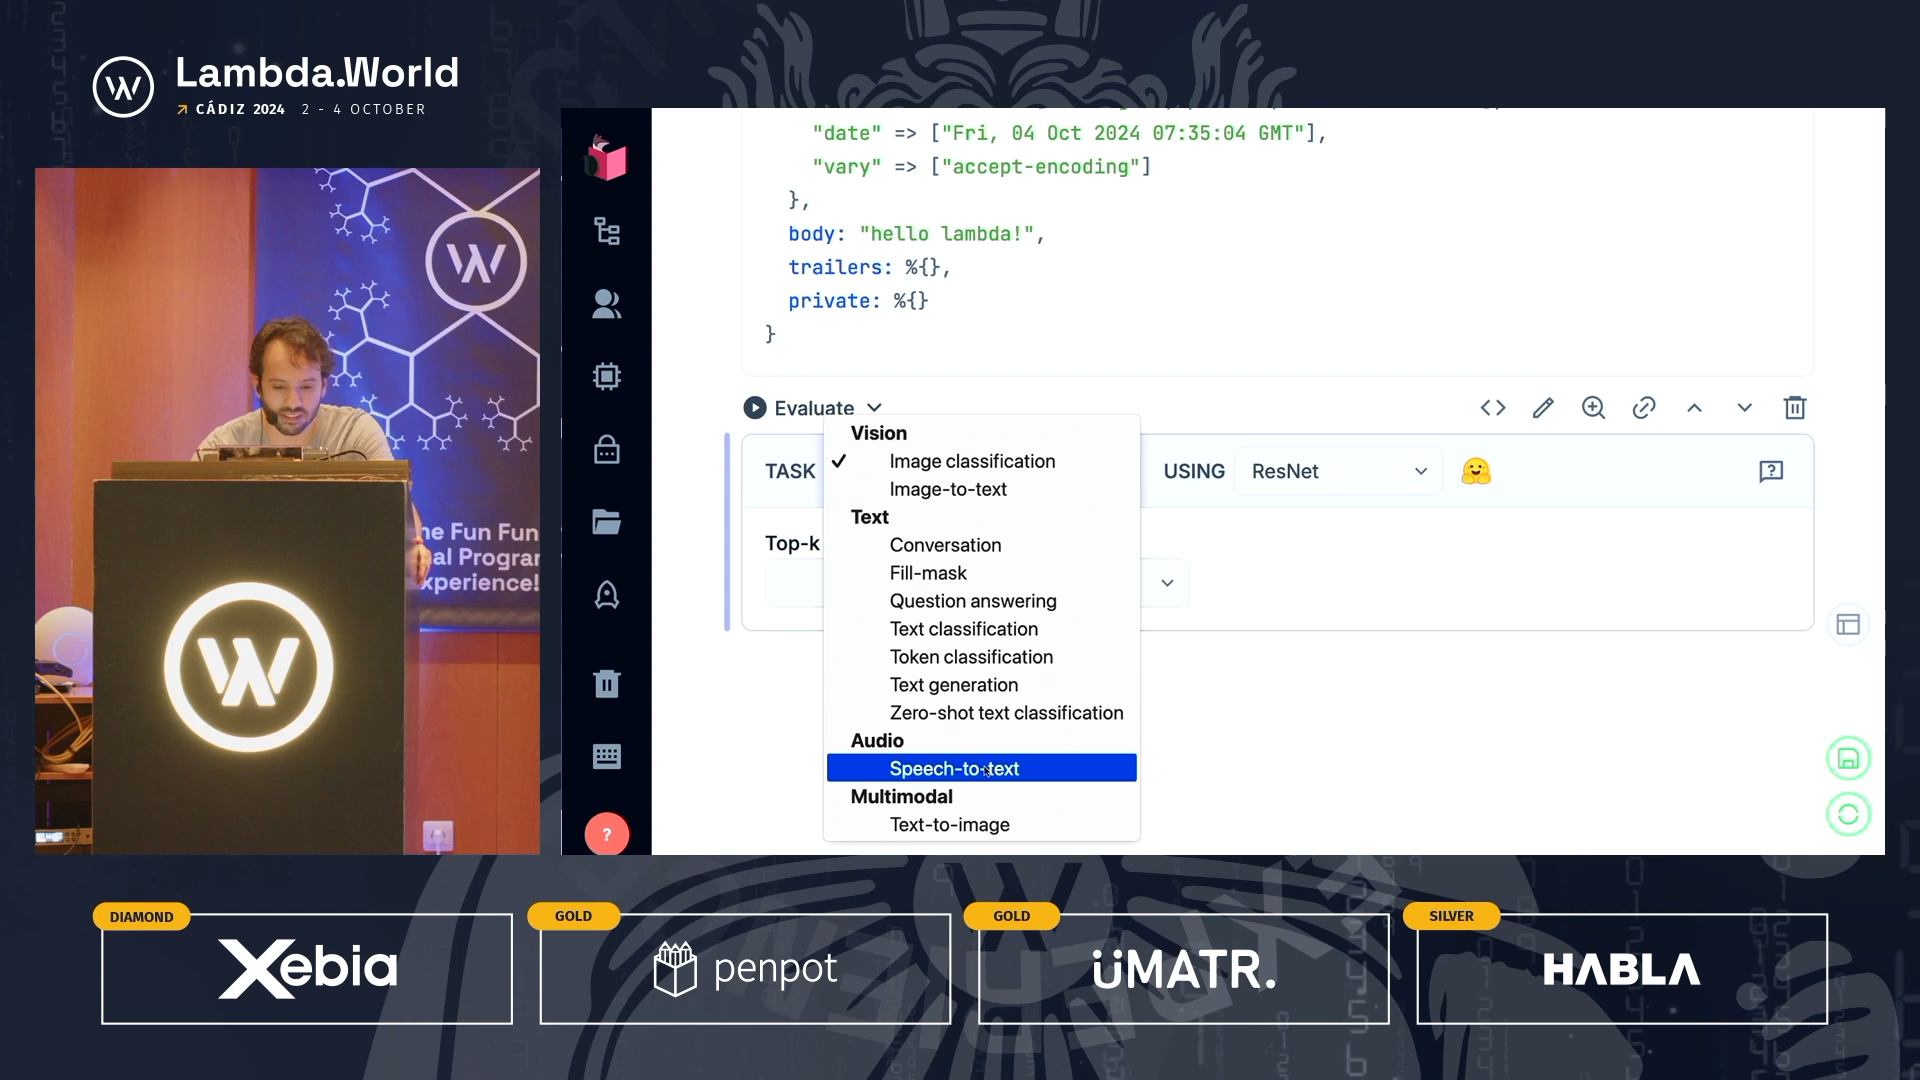 Lambda.World
CÁDIZ 2024 2 - 4 OCTOBER
"date" => ["Fri, 04 Oct 2024 07:35:04 GMT"],
"vary" => ["accept-encoding"]
},
body: "hello lambda!",
trailers: %{},
private: %{}
}
Evaluate
TASK
USING
ResNet
Top-k
Vision
Image classification
Image-to-text
Text
Conversation
Fill-mask
Question answering
Text classification
Token classification
Text generation
Zero-shot text classification
Audio
Speech-to-text
Multimodal
Text-to-image
?
W
he Fun Fun
al Program
xperience!
W
DIAMOND
Xebia
GOLD
penpot
GOLD
üMATR.
SILVER
HABLA